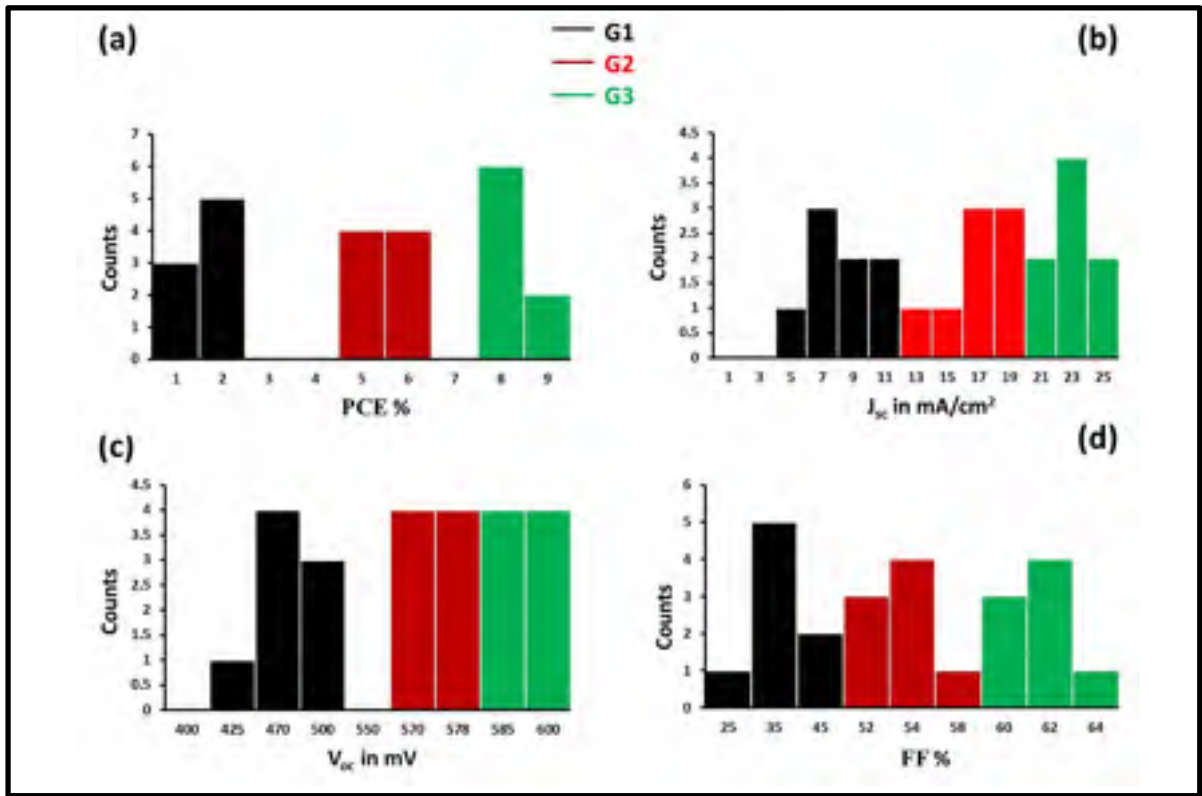 (a)
G1
G2
G3
(b)
7
6
5
4
3
2
1
0
Counts
1 2 3 4 5 6 7 8 9
PCE %
4.5
4
3.5
3
2.5
2
1.5
1
0.5
0
Counts
1 3 5 7 9 11 13 15 17 19 21 23 25
Jsc in mA/cm²
(c)
4.5
4
3.5
3
2.5
2
1.5
1
0.5
0
Counts
400 425 470 500 550 570 578 585 600
Voc in mV
(d)
6
5
4
3
2
1
0
Counts
25 35 45 52 54 58 60 62 64
FF %